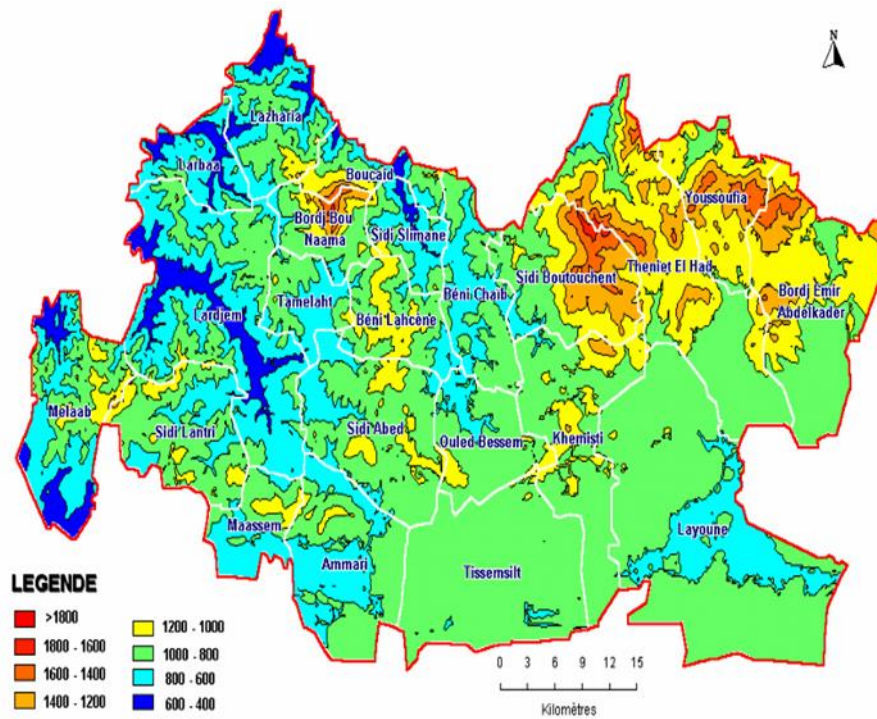 N
Lazharia
Larbaa
Boucaid
Youssoufia
Bordj Bou
Naama
Sidi Slimane
Sidi Boutouchent
Theniet El Had
Bordj Emir
Abdelkader
Tamelaht
Béni Chaib
Lardjem
Béni Lahcene
Melaab
Sidi Lantri
Sidi Abed
Ouled Bessem
Khemisti
Maassem
Layoune
Ammari
Tissemsilt
LEGENDE
>1800
1800 - 1600
1600 - 1400
1400 - 1200
1200 - 1000
1000 - 800
800 - 600
600 - 400
0 3 6 9 12 15
Kilomètres